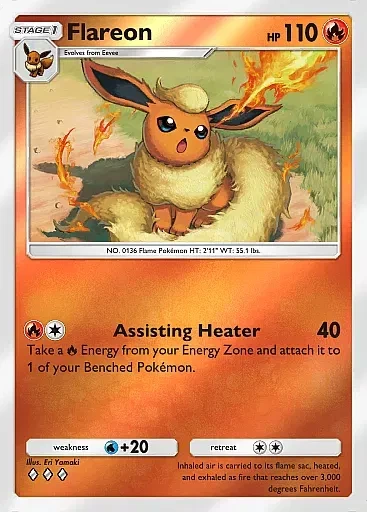 STAGE 1
Flareon
HP 110
Evolves from Eevee
NO. 0136 Flame Pokémon HT: 2'11" WT: 55.1 lbs.
Assisting Heater 40
Take a Energy from your Energy Zone and attach it to
1 of your Benched Pokémon.
weakness +20 retreat
Illus. Eri Yamaki
Inhaled air is carried to its flame sac, heated,
and exhaled as fire that reaches over 3,000
degrees Fahrenheit.